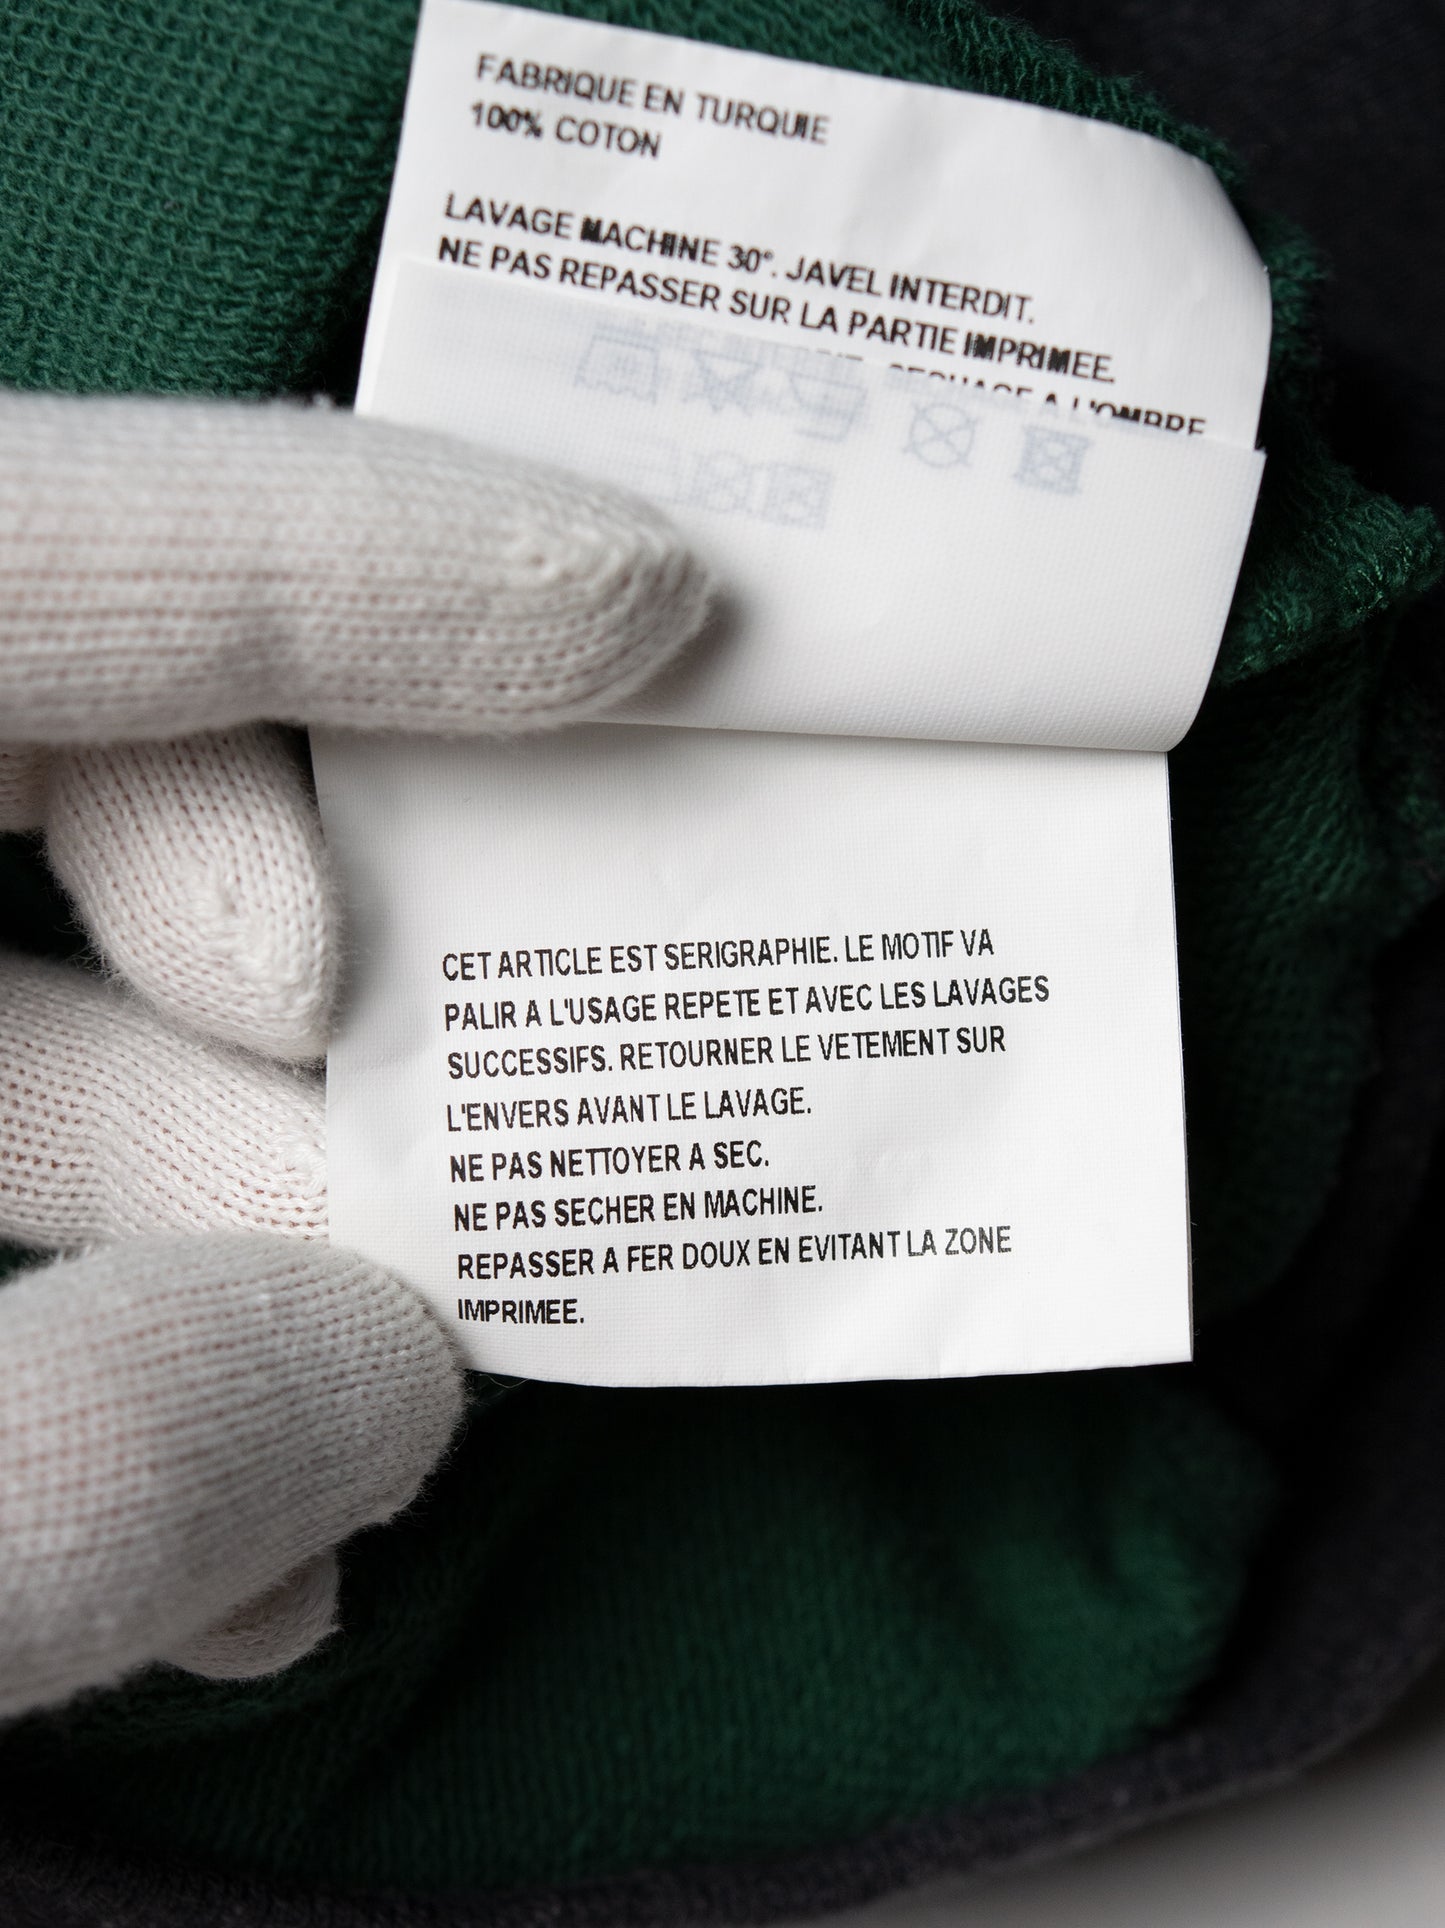 FABRIQUE EN TURQUIE
100% COTON
LAVAGE MACHINE 30°. JAVEL INTERDIT.
NE PAS REPASSER SUR LA PARTIE IMPRIMEE.
SECHAGE A L'OMBRE
CET ARTICLE EST SERIGRAPHIE. LE MOTIF VA
PALIR A L'USAGE REPETE ET AVEC LES LAVAGES
SUCCESSIFS. RETOURNER LE VETEMENT SUR
L'ENVERS AVANT LE LAVAGE.
NE PAS NETTOYER A SEC.
NE PAS SECHER EN MACHINE.
REPASSER A FER DOUX EN EVITANT LA ZONE
IMPRIMEE.